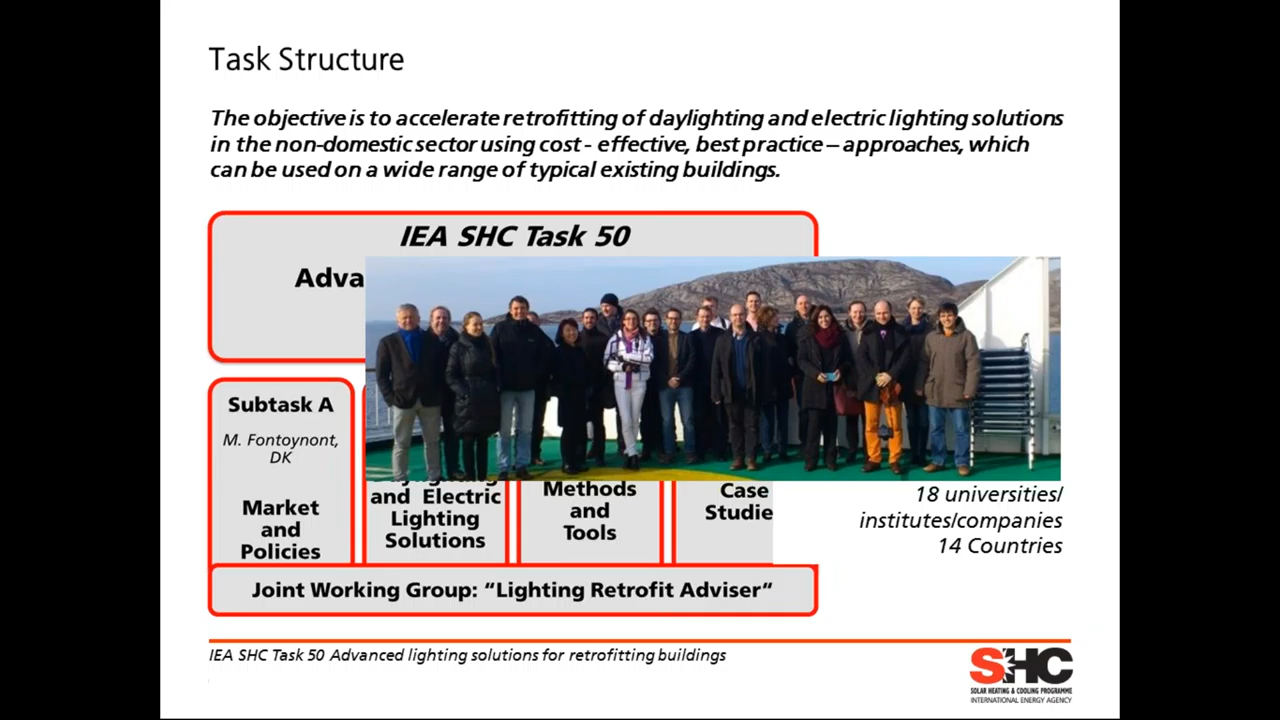 Task Structure
The objective is to accelerate retrofitting of daylighting and electric lighting solutions
in the non-domestic sector using cost - effective, best practice – approaches, which
can be used on a wide range of typical existing buildings.
IEA SHC Task 50
Adva
Subtask A
M. Fontoynont,
DK
Market
and
Policies
and Electric
Lighting
Solutions
Methods
and
Tools
Case
Studie
18 universities/
institutes/companies
14 Countries
Joint Working Group: “Lighting Retrofit Adviser“
IEA SHC Task 50 Advanced lighting solutions for retrofitting buildings
SHC
SOLAR HEATING & COOLING PROGRAMME
INTERNATIONAL ENERGY AGENCY